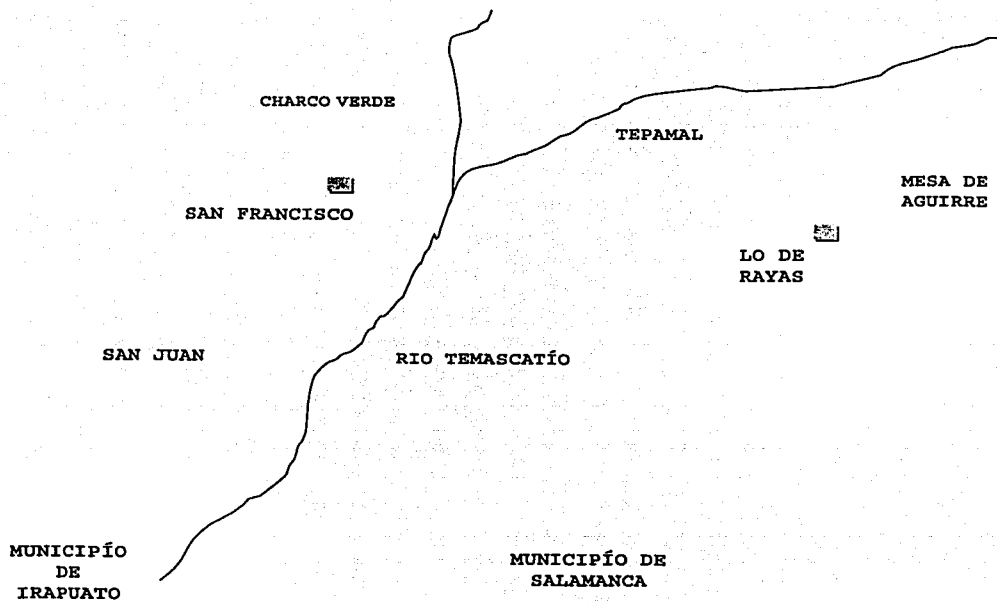 CHARCO VERDE
TEPAMAL
MESA DE
AGUIRRE
SAN FRANCISCO
LO DE
RAYAS
SAN JUAN
RIO TEMASCATÍO
MUNICIPÍO
DE
IRAPUATO
MUNICIPÍO DE
SALAMANCA